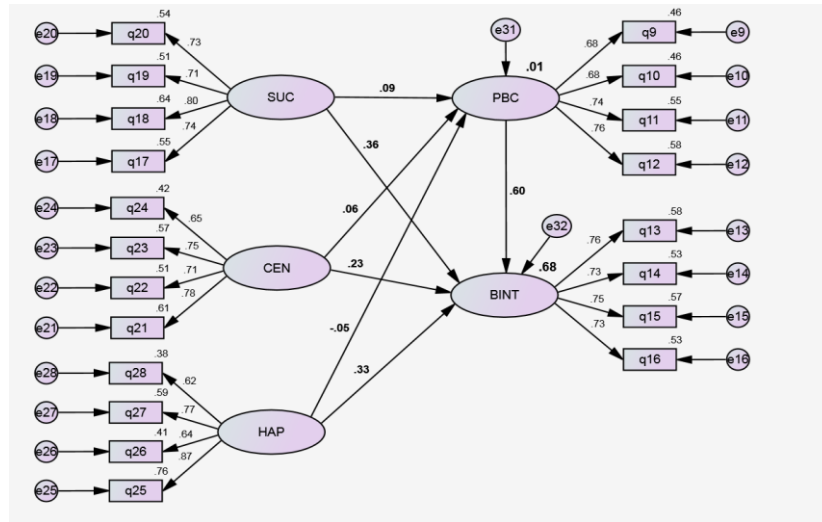 .54
e20 q20 .73
.51
e19 q19 .71
.64
e18 q18 .80
.55
e17 q17 .74
SUC
.42
e24 q24 .65
.57
e23 q23 .75
.51
e22 q22 .71
.61
e21 q21 .78
CEN
.38
e28 q28 .62
.59
e27 q27 .77
.41
e26 q26 .64
.76
e25 q25 .87
HAP
.09
.36
.06
.23
-.05
.33
e31
.01
PBC
.60
e32
.68
BINT
.46
.68 q9 e9
.46
.68 q10 e10
.55
.74 q11 e11
.58
.76 q12 e12
.58
.76 q13 e13
.53
.73 q14 e14
.57
.75 q15 e15
.53
.73 q16 e16